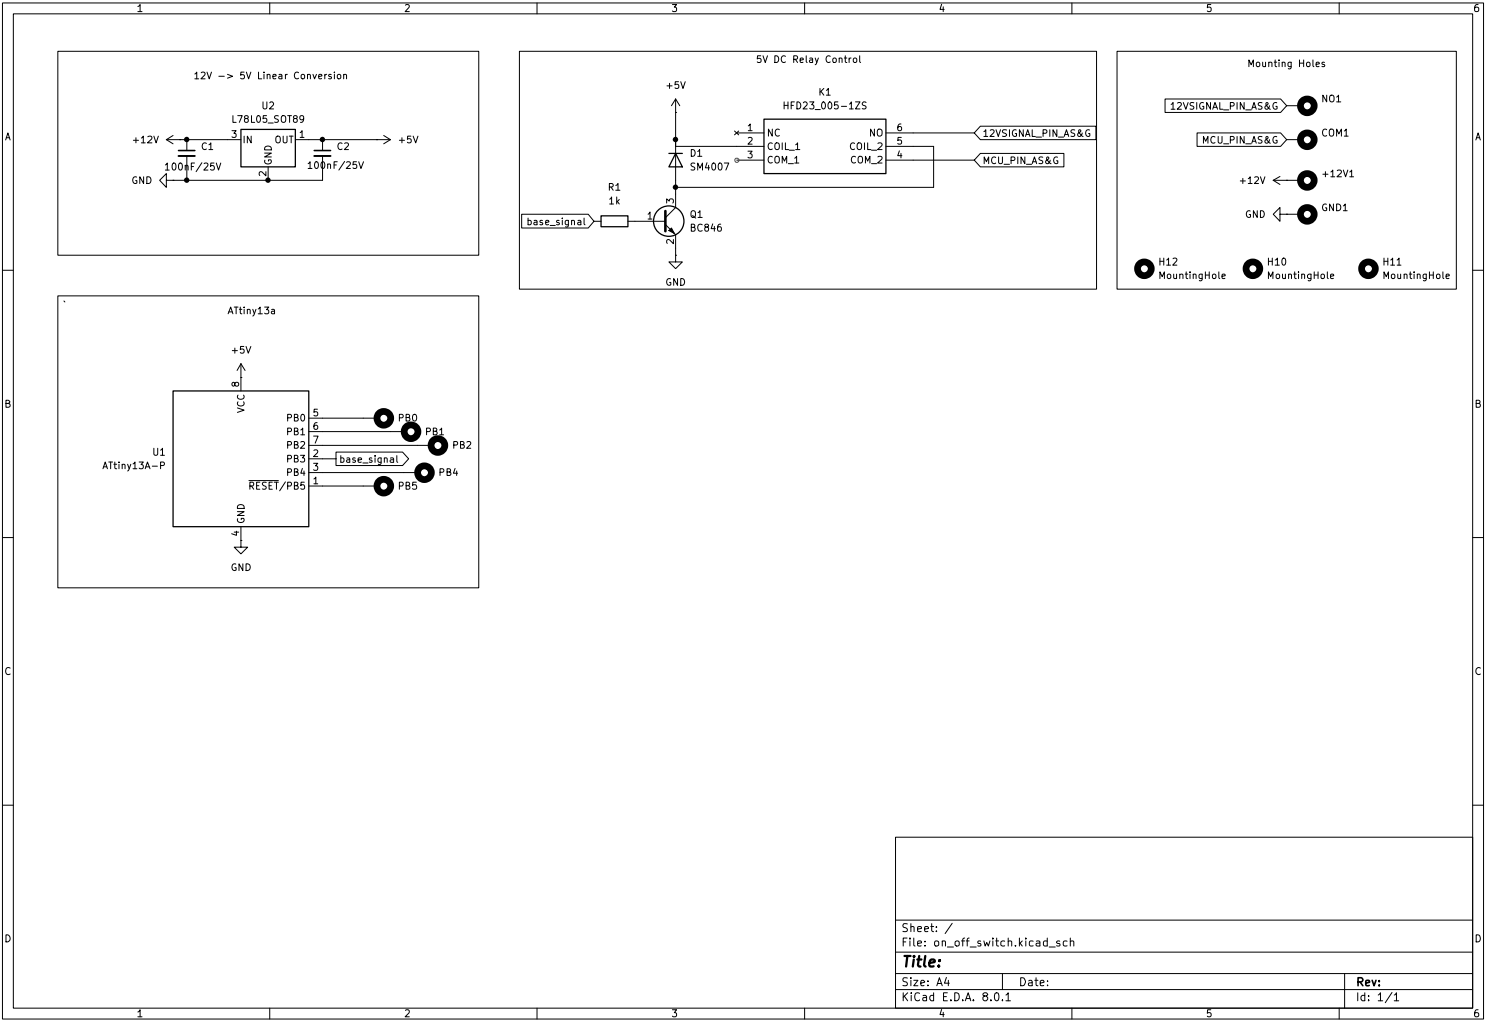 1 2 3 4 5 6
A A
B B
C C
D D
12V -> 5V Linear Conversion
U2
L78L05_SOT89
+12V 3 IN OUT 1 +5V
C1 C2
GND
100nF/25V 100nF/25V
2
GND
5V DC Relay Control
+5V
K1
HFD23_005-1ZS
1 NC NO 6 12VSIGNAL_PIN_AS&G
2 COIL_1 COIL_2 5
3 COM_1 COM_2 4 MCU_PIN_AS&G
D1
SM4007
R1
1k
base_signal 1
3
Q1
BC846
2
GND
Mounting Holes
12VSIGNAL_PIN_AS&G NO1
MCU_PIN_AS&G COM1
+12V +12V1
GND GND1
H12
MountingHole
H10
MountingHole
H11
MountingHole
ATtiny13a
+5V
8
VCC
PB0 5 PB0
PB1 6 PB1
PB2 7 PB2
PB3 2 base_signal
PB4 3 PB4
RESET/PB5 1 PB5
U1
ATtiny13A-P
GND
4
GND
Sheet: /
File: on_off_switch.kicad_sch
Title:
Size: A4 Date: Rev:
KiCad E.D.A. 8.0.1 Id: 1/1
1 2 3 4 5 6